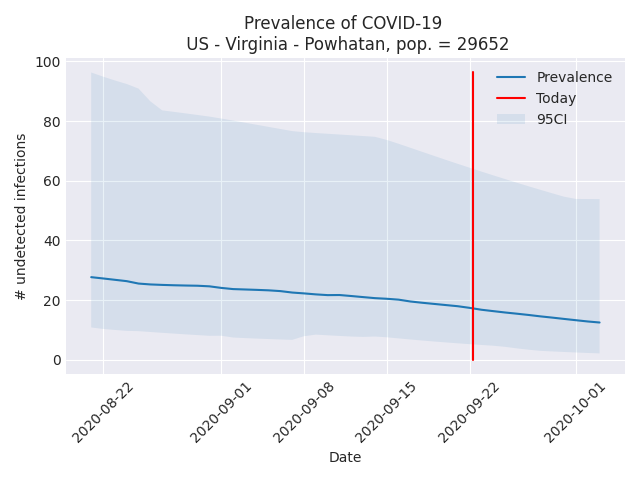 Prevalence of COVID-19
US - Virginia - Powhatan, pop. = 29652
100
80
60
40
20
0
# undetected infections
Prevalence
Today
95CI
2020-08-22
2020-09-01
2020-09-08
2020-09-15
2020-09-22
2020-10-01
Date